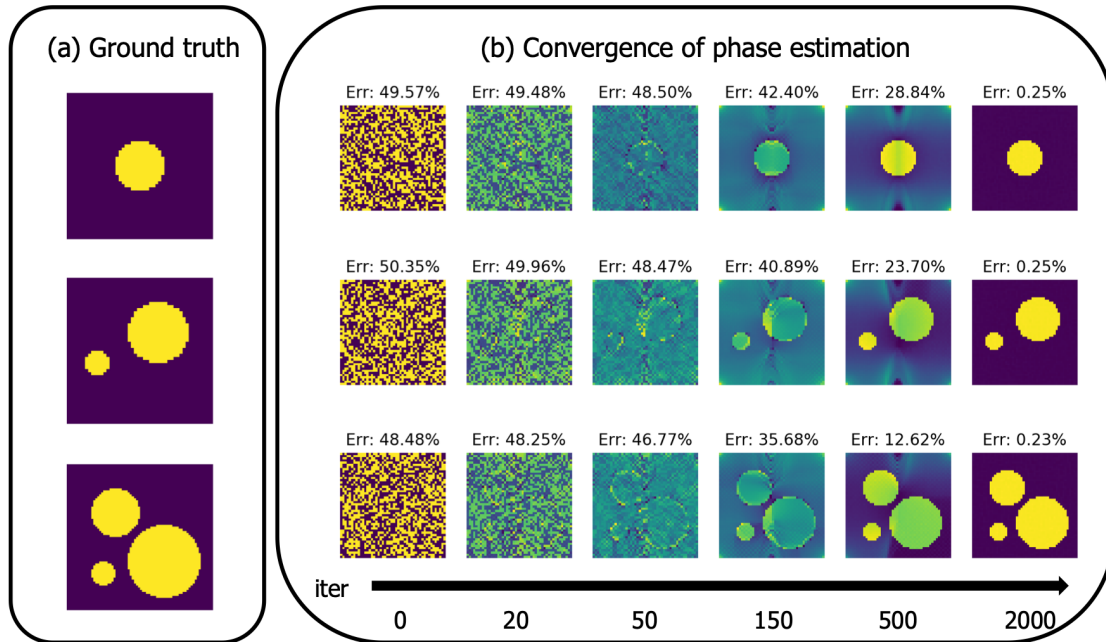 (a) Ground truth
(b) Convergence of phase estimation
Err: 49.57% Err: 49.48% Err: 48.50% Err: 42.40% Err: 28.84% Err: 0.25%
Err: 50.35% Err: 49.96% Err: 48.47% Err: 40.89% Err: 23.70% Err: 0.25%
Err: 48.48% Err: 48.25% Err: 46.77% Err: 35.68% Err: 12.62% Err: 0.23%
iter
0 20 50 150 500 2000